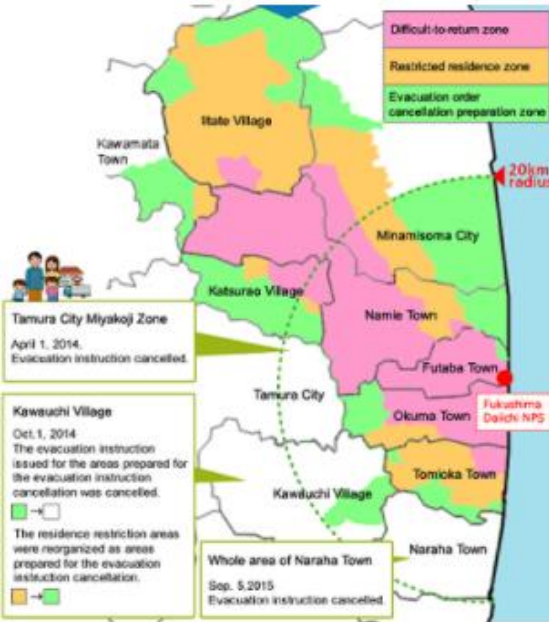 Difficult-to-return zone
Restricted residence zone
Evacuation order
cancellation preparation zone
Iitate Village
Kawamata
Town
20km
radius
Minamisoma City
Katsurao Village
Namie Town
Tamura City Miyakoji Zone
April 1, 2014.
Evacuation instruction cancelled.
Futaba Town
Tamura City
Okuma Town
Fukushima
Daiichi NPS
Kawauchi Village
Oct.1, 2014
The evacuation instruction
issued for the areas prepared for
the evacuation instruction
cancellation was cancelled.
→
The residence restriction areas
were reorganized as areas
prepared for the evacuation
instruction cancellation.
→
Tomioka Town
Kawauchi Village
Naraha Town
Whole area of Naraha Town
Sep. 5,2015
Evacuation instruction cancelled.